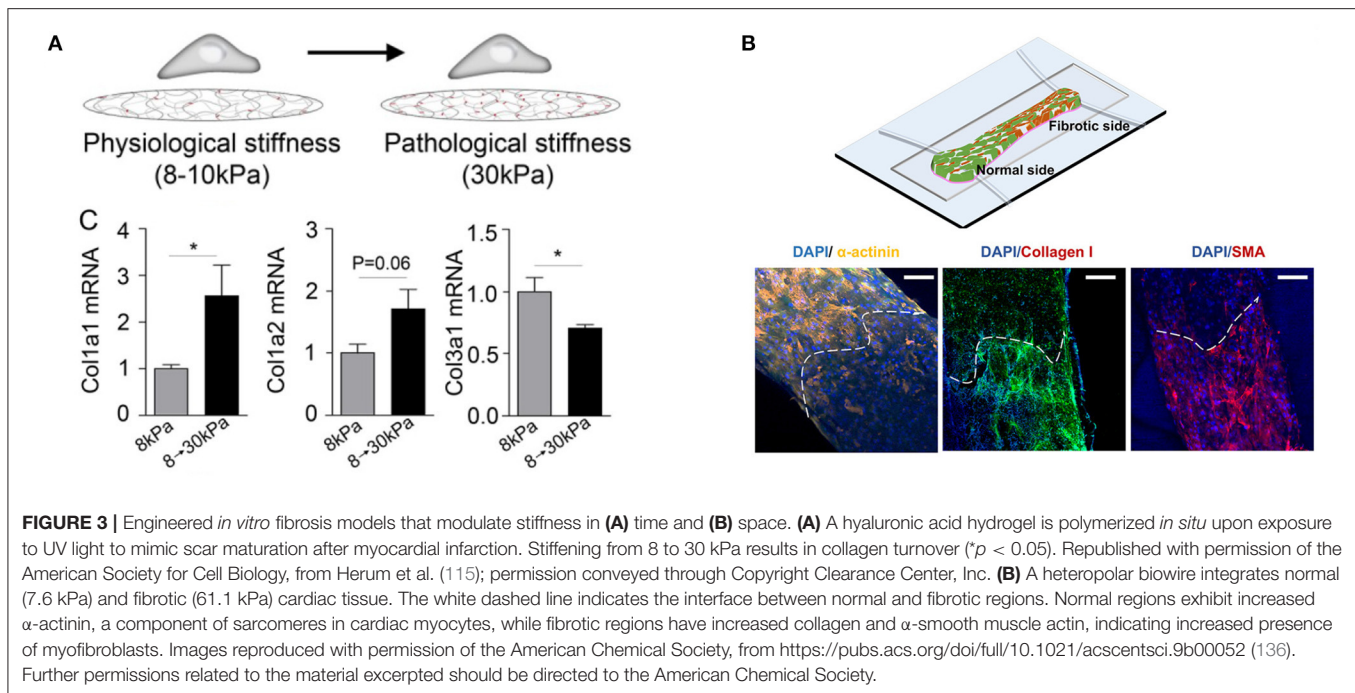 A
Physiological stiffness
(8-10kPa)
Pathological stiffness
(30kPa)
C
Col1a1 mRNA
4
3
2
1
0
*
8kPa
8→30kPa
Col1a2 mRNA
3
2
1
0
P=0.06
8kPa
8→30kPa
Col3a1 mRNA
1.5
1.0
0.5
0.0
*
8kPa
8→30kPa
B
Fibrotic side
Normal side
DAPI/ α-actinin
DAPI/Collagen I
DAPI/SMA
FIGURE 3 | Engineered in vitro fibrosis models that modulate stiffness in (A) time and (B) space. (A) A hyaluronic acid hydrogel is polymerized in situ upon exposure
to UV light to mimic scar maturation after myocardial infarction. Stiffening from 8 to 30 kPa results in collagen turnover (*p < 0.05). Republished with permission of the
American Society for Cell Biology, from Herum et al. (115); permission conveyed through Copyright Clearance Center, Inc. (B) A heteropolar biowire integrates normal
(7.6 kPa) and fibrotic (61.1 kPa) cardiac tissue. The white dashed line indicates the interface between normal and fibrotic regions. Normal regions exhibit increased
α-actinin, a component of sarcomeres in cardiac myocytes, while fibrotic regions have increased collagen and α-smooth muscle actin, indicating increased presence
of myofibroblasts. Images reproduced with permission of the American Chemical Society, from https://pubs.acs.org/doi/full/10.1021/acscentsci.9b00052 (136).
Further permissions related to the material excerpted should be directed to the American Chemical Society.